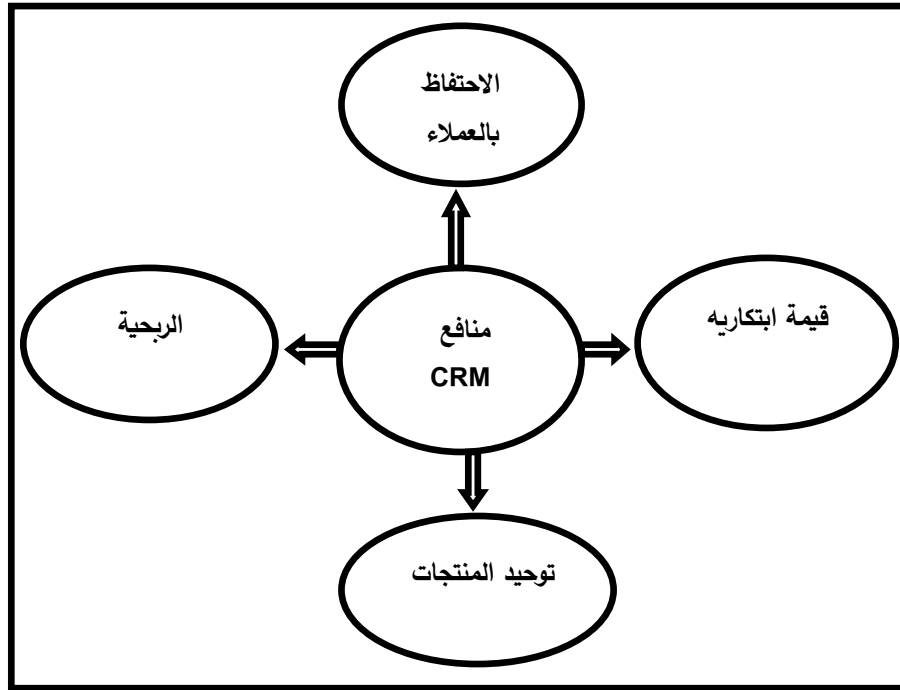 الاحتفاظ
بالعملاء
قيمة ابتكاريه
منافع
CRM
الربحية
توحيد المنتجات